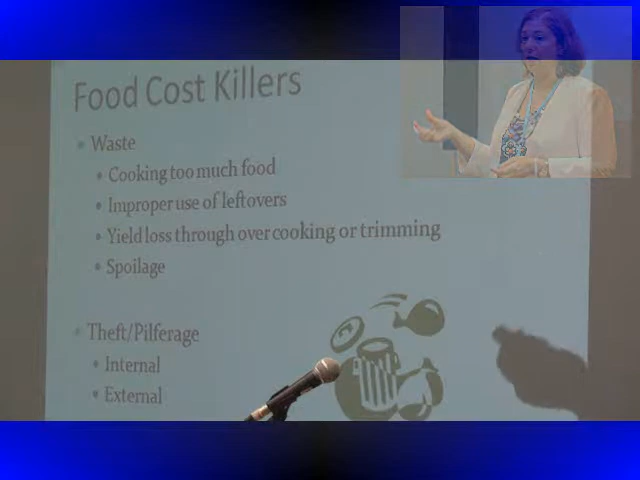 Food Cost Killers
• Waste
• Cooking too much food
• Improper use of leftovers
• Yield loss through over cooking or trimming
• Spoilage
• Theft/Pilferage
• Internal
• External